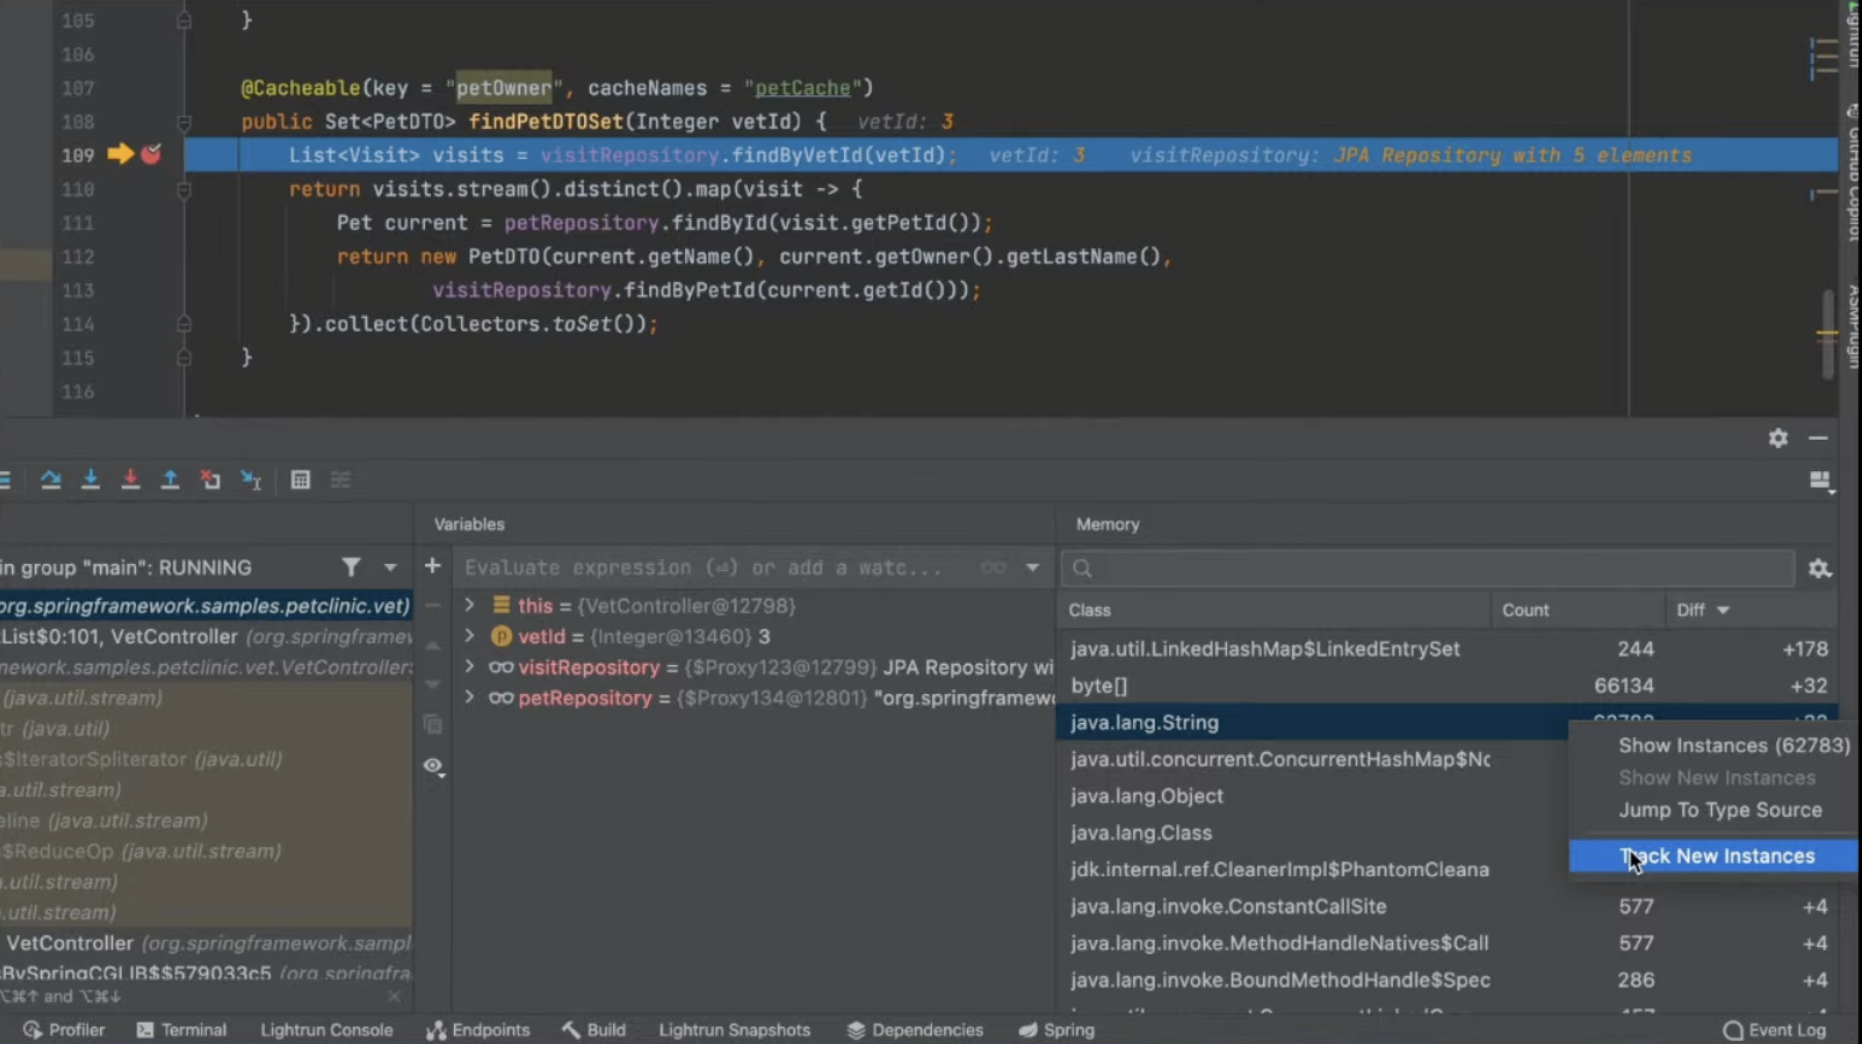 105 }
106
107 @Cacheable(key = "petOwner", cacheNames = "petCache")
108 public Set<PetDTO> findPetDTOSet(Integer vetId) { vetId: 3
109 List<Visit> visits = visitRepository.findByVetId(vetId); vetId: 3 visitRepository: JPA Repository with 5 elements
110 return visits.stream().distinct().map(visit -> {
111 Pet current = petRepository.findById(visit.getPetId());
112 return new PetDTO(current.getName(), current.getOwner().getLastName(),
113 visitRepository.findByPetId(current.getId()));
114 }).collect(Collectors.toSet());
115 }
116
Lightrun
GitHub Copilot
ASMPlugin
Variables
Memory
in group "main": RUNNING
org.springframework.samples.petclinic.vet)
List$0:101, VetController (org.springframew
ework.samples.petclinic.vet.VetController
(java.util.stream)
tr (java.util)
s$IteratorSpliterator (java.util)
a.util.stream)
eline (java.util.stream)
s$ReduceOp (java.util.stream)
a.util.stream)
a.util.stream)
VetController (org.springframework.sampl
sBySpringCGLIB$$579033c5 (org.springfra
⌥⌘↑ and ⌥⌘↓
Evaluate expression (⏎) or add a watc...
this = {VetController@12798}
vetId = {Integer@13460} 3
visitRepository = {$Proxy123@12799} JPA Repository wi
petRepository = {$Proxy134@12801} "org.springframew
Class Count Diff
java.util.LinkedHashMap$LinkedEntrySet 244 +178
byte[] 66134 +32
java.lang.String
java.util.concurrent.ConcurrentHashMap$No
java.lang.Object
java.lang.Class
jdk.internal.ref.CleanerImpl$PhantomCleana
java.lang.invoke.ConstantCallSite 577 +4
java.lang.invoke.MethodHandleNatives$Call 577 +4
java.lang.invoke.BoundMethodHandle$Spec 286 +4
Show Instances (62783)
Show New Instances
Jump To Type Source
Track New Instances
Profiler Terminal Lightrun Console Endpoints Build Lightrun Snapshots Dependencies Spring Event Log